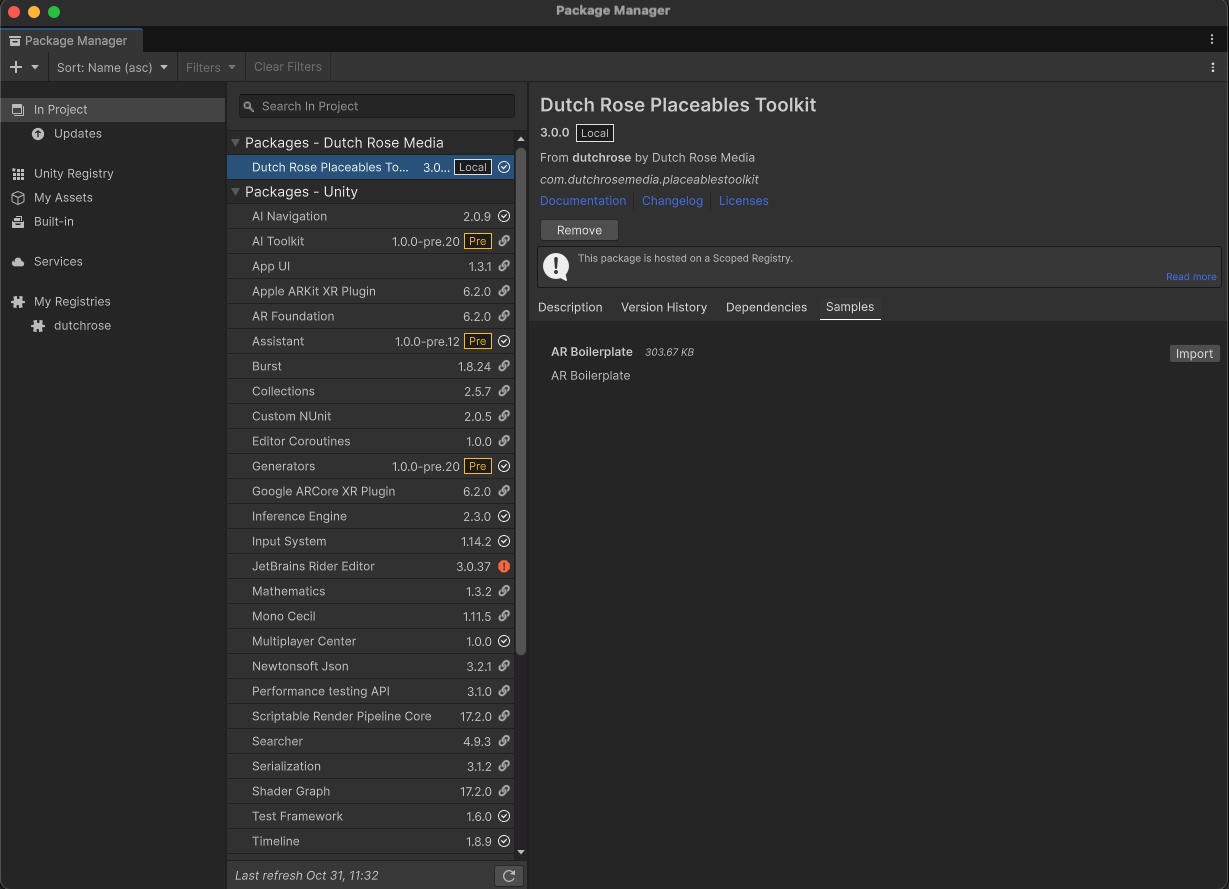 Package Manager
Package Manager
Sort: Name (asc)
Filters
Clear Filters
In Project
Updates
Unity Registry
My Assets
Built-in
Services
My Registries
dutchrose
Search In Project
Packages - Dutch Rose Media
Dutch Rose Placeables To... 3.0... Local
Packages - Unity
AI Navigation 2.0.9
AI Toolkit 1.0.0-pre.20 Pre
App UI 1.3.1
Apple ARKit XR Plugin 6.2.0
AR Foundation 6.2.0
Assistant 1.0.0-pre.12 Pre
Burst 1.8.24
Collections 2.5.7
Custom NUnit 2.0.5
Editor Coroutines 1.0.0
Generators 1.0.0-pre.20 Pre
Google ARCore XR Plugin 6.2.0
Inference Engine 2.3.0
Input System 1.14.2
JetBrains Rider Editor 3.0.37
Mathematics 1.3.2
Mono Cecil 1.11.5
Multiplayer Center 1.0.0
Newtonsoft Json 3.2.1
Performance testing API 3.1.0
Scriptable Render Pipeline Core 17.2.0
Searcher 4.9.3
Serialization 3.1.2
Shader Graph 17.2.0
Test Framework 1.6.0
Timeline 1.8.9
Last refresh Oct 31, 11:32
Dutch Rose Placeables Toolkit
3.0.0 Local
From dutchrose by Dutch Rose Media
com.dutchrosemedia.placeablestoolkit
Documentation Changelog Licenses
Remove
This package is hosted on a Scoped Registry.
Read more
Description Version History Dependencies Samples
AR Boilerplate 303.67 KB Import
AR Boilerplate